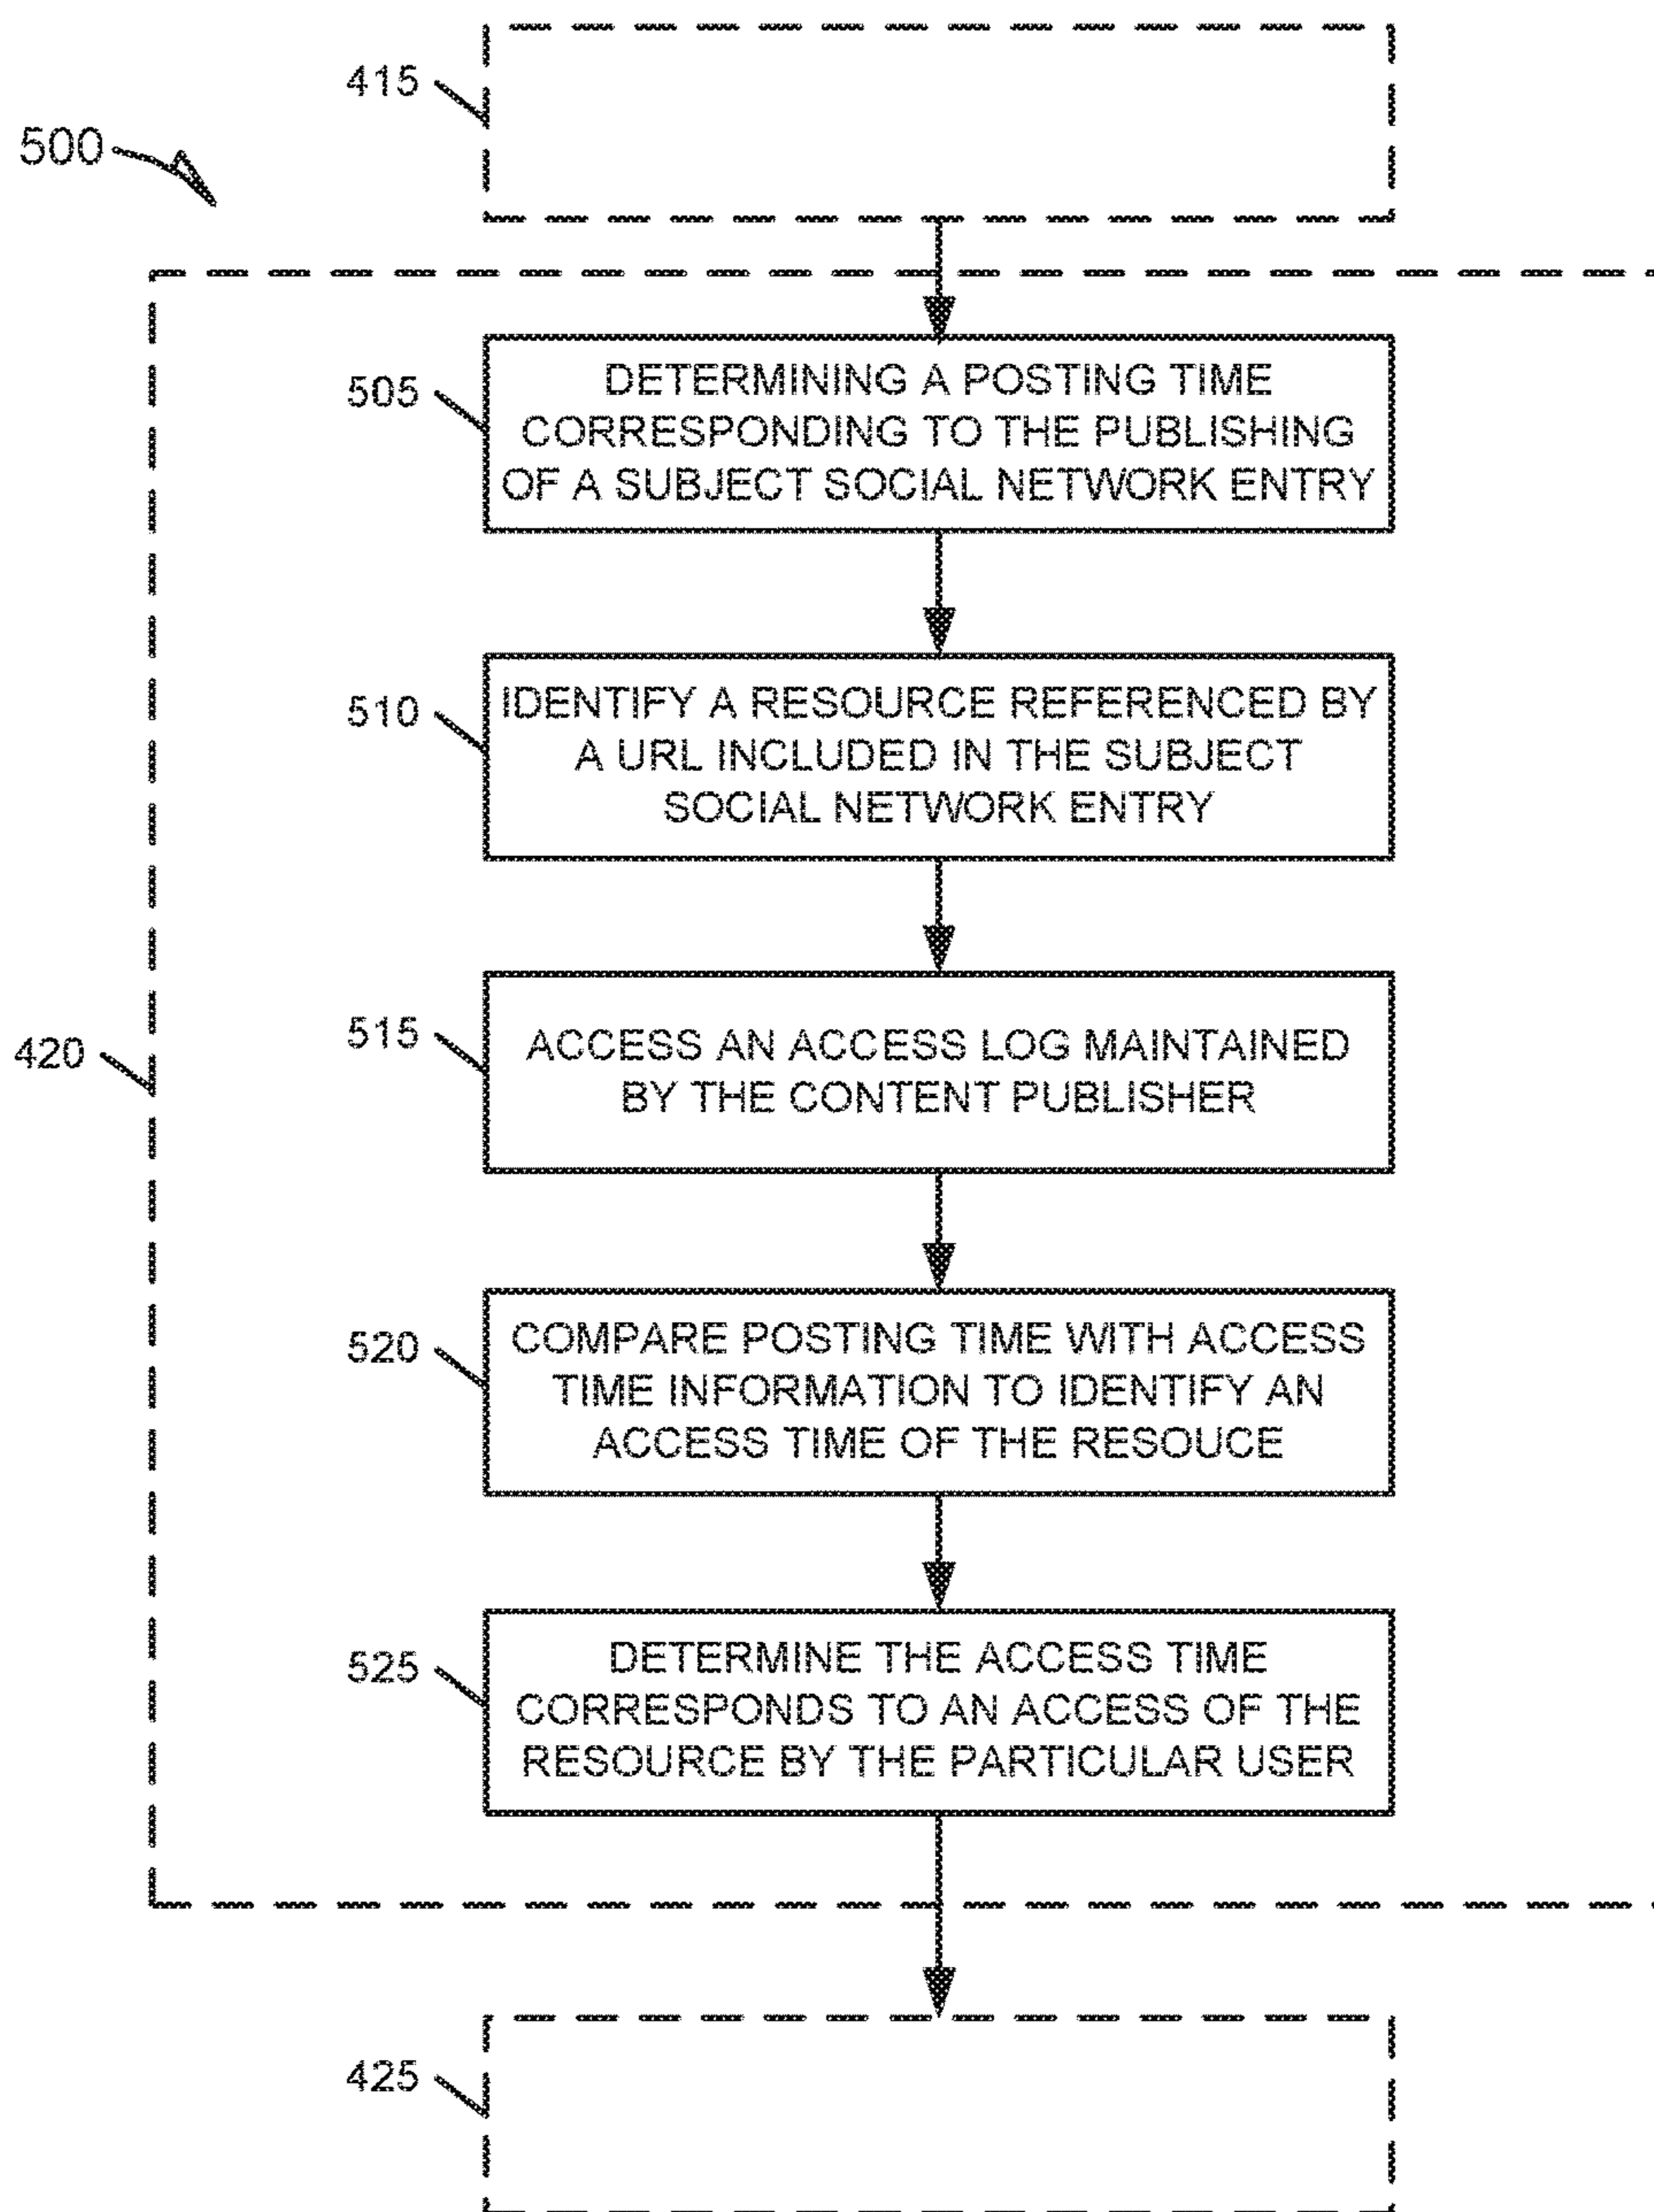 415
500
505
DETERMINING A POSTING TIME
CORRESPONDING TO THE PUBLISHING
OF A SUBJECT SOCIAL NETWORK ENTRY
510
IDENTIFY A RESOURCE REFERENCED BY
A URL INCLUDED IN THE SUBJECT
SOCIAL NETWORK ENTRY
420
515
ACCESS AN ACCESS LOG MAINTAINED
BY THE CONTENT PUBLISHER
520
COMPARE POSTING TIME WITH ACCESS
TIME INFORMATION TO IDENTIFY AN
ACCESS TIME OF THE RESOUCE
525
DETERMINE THE ACCESS TIME
CORRESPONDS TO AN ACCESS OF THE
RESOURCE BY THE PARTICULAR USER
425